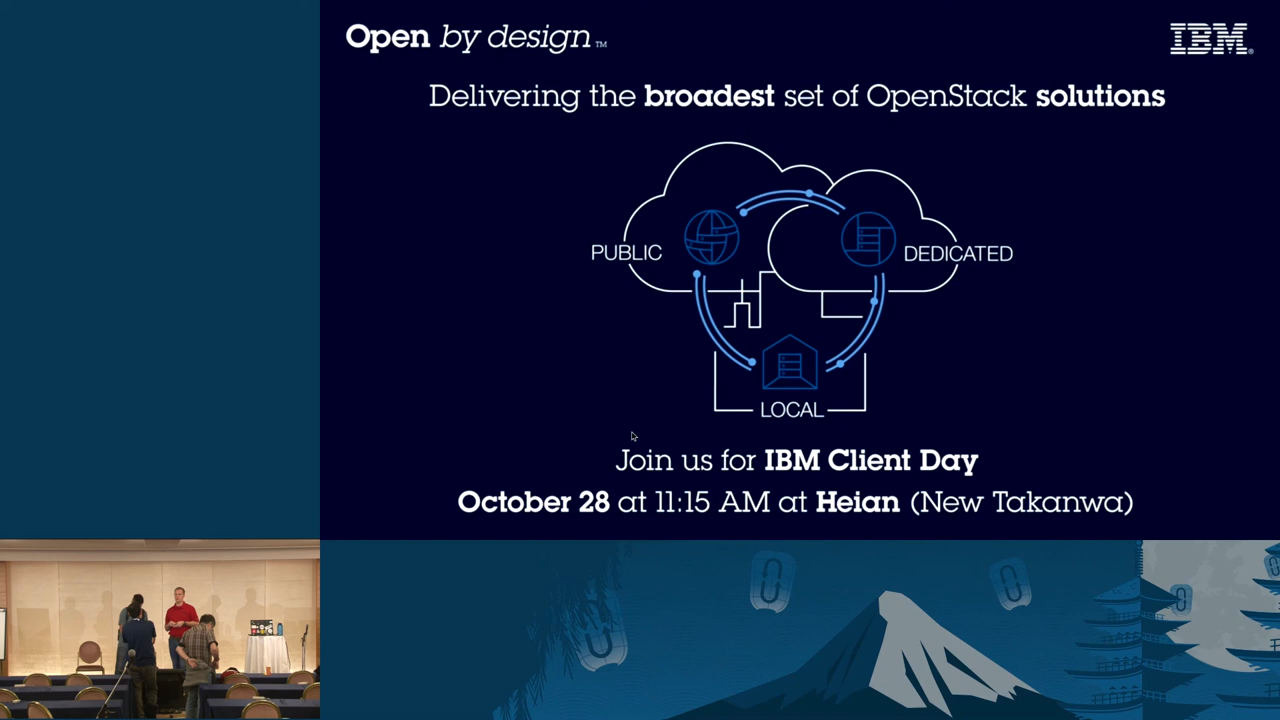 Open by design™
IBM®
Delivering the broadest set of OpenStack solutions
PUBLIC
DEDICATED
LOCAL
Join us for IBM Client Day
October 28 at 11:15 AM at Heian (New Takanwa)